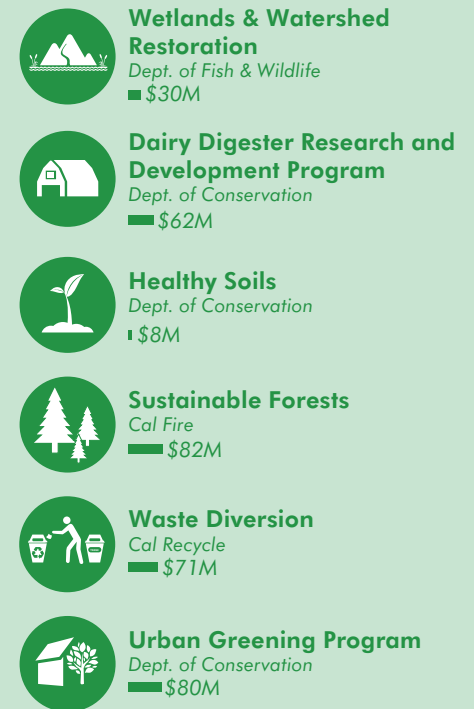 Wetlands & Watershed
Restoration
Dept. of Fish & Wildlife
$30M
Dairy Digester Research and
Development Program
Dept. of Conservation
$62M
Healthy Soils
Dept. of Conservation
$8M
Sustainable Forests
Cal Fire
$82M
Waste Diversion
Cal Recycle
$71M
Urban Greening Program
Dept. of Conservation
$80M